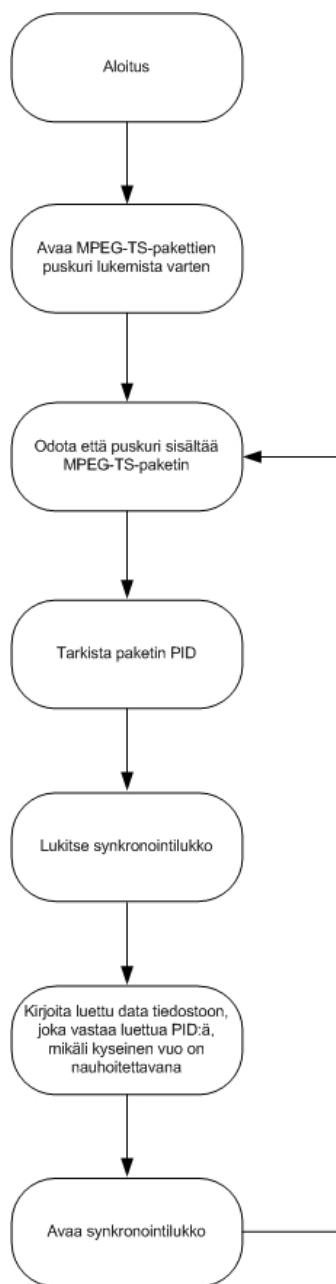 Aloitus
Avaa MPEG-TS-pakettien
puskuri lukemista varten
Odota että puskuri sisältää
MPEG-TS-paketin
Tarkista paketin PID
Lukitse synkronointilukko
Kirjoita luettu data tiedostoon,
joka vastaa luettua PID:ä,
mikäli kyseinen vuo on
nauhoitettavana
Avaa synkronointilukko